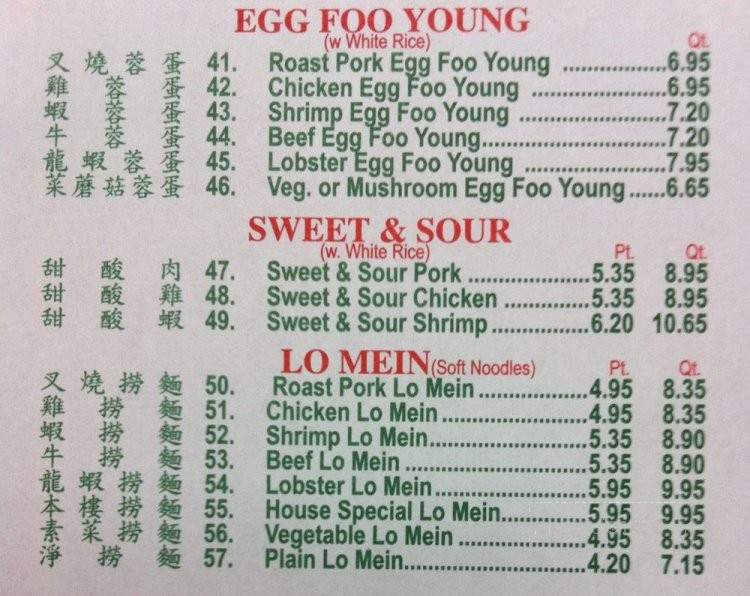 EGG FOO YOUNG
(w White Rice) Qt.
叉燒蓉蛋 41. Roast Pork Egg Foo Young ....................6.95
雞蓉蛋 42. Chicken Egg Foo Young ..........................6.95
蝦蓉蛋 43. Shrimp Egg Foo Young ............................7.20
牛蓉蛋 44. Beef Egg Foo Young................................7.20
龍蝦蓉蛋 45. Lobster Egg Foo Young ..........................7.95
菜蘑菇蓉蛋 46. Veg. or Mushroom Egg Foo Young ......6.65
SWEET & SOUR
(w. White Rice) Pt. Qt.
甜酸肉 47. Sweet & Sour Pork ....................5.35 8.95
甜酸雞 48. Sweet & Sour Chicken ..............5.35 8.95
甜酸蝦 49. Sweet & Sour Shrimp ................6.20 10.65
LO MEIN (Soft Noodles) Pt. Qt.
叉燒撈麵 50. Roast Pork Lo Mein ..................4.95 8.35
雞撈麵 51. Chicken Lo Mein ........................4.95 8.35
蝦撈麵 52. Shrimp Lo Mein..........................5.35 8.90
牛撈麵 53. Beef Lo Mein ..............................5.35 8.90
龍蝦撈麵 54. Lobster Lo Mein.........................5.95 9.95
本樓撈麵 55. House Special Lo Mein...............5.95 9.95
素菜撈麵 56. Vegetable Lo Mein .....................4.95 8.35
淨撈麵 57. Plain Lo Mein..............................4.20 7.15